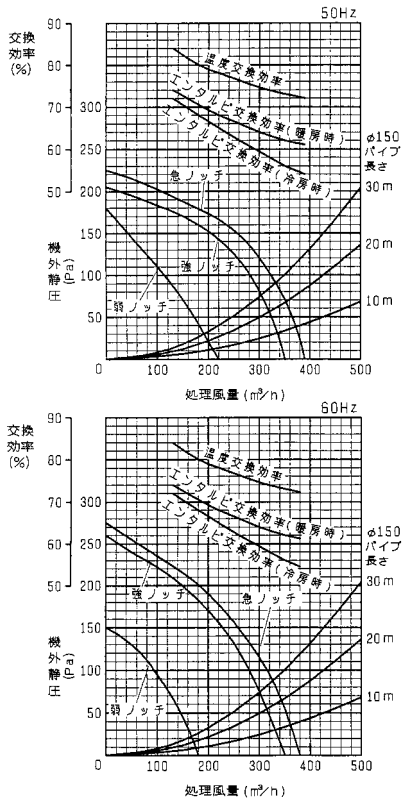 50Hz
交換
効率
(%)
90
80
70
60
50
300
250
200
150
100
50
機外静圧
(Pa)
温度交換効率
エンタルピ交換効率(暖房時)
エンタルピ交換効率(冷房時)
急ノッチ
強ノッチ
弱ノッチ
φ150
パイプ
長さ
30m
20m
10m
0
100
200
300
400
500
処理風量(m³/h)
60Hz
交換
効率
(%)
90
80
70
60
50
300
250
200
150
100
50
機外静圧
(Pa)
温度交換効率
エンタルピ交換効率(暖房時)
エンタルピ交換効率(冷房時)
強ノッチ
急ノッチ
弱ノッチ
φ150
パイプ
長さ
30m
20m
10m
0
100
200
300
400
500
処理風量(m³/h)